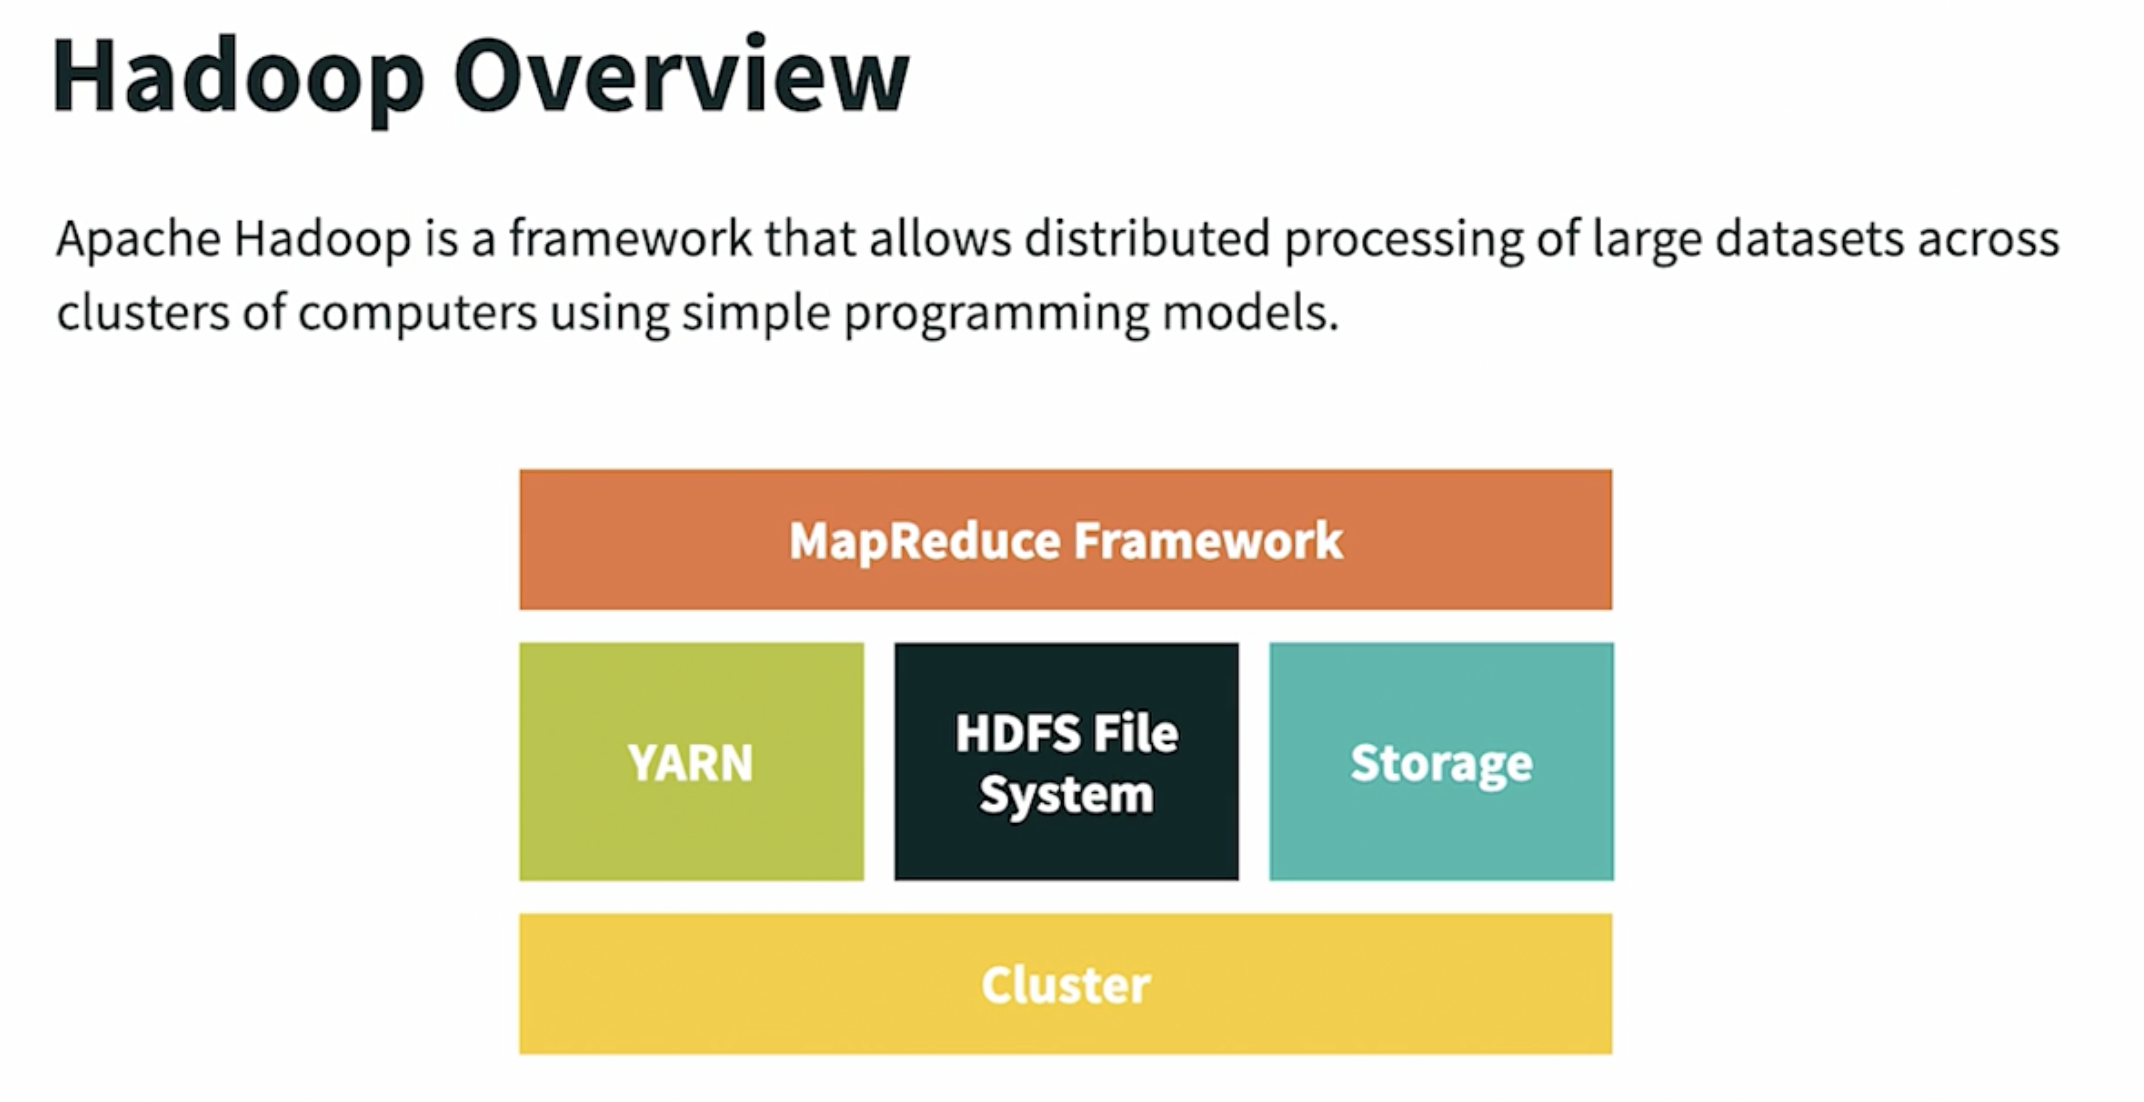 Hadoop Overview
Apache Hadoop is a framework that allows distributed processing of large datasets across
clusters of computers using simple programming models.
MapReduce Framework
YARN
HDFS File
System
Storage
Cluster